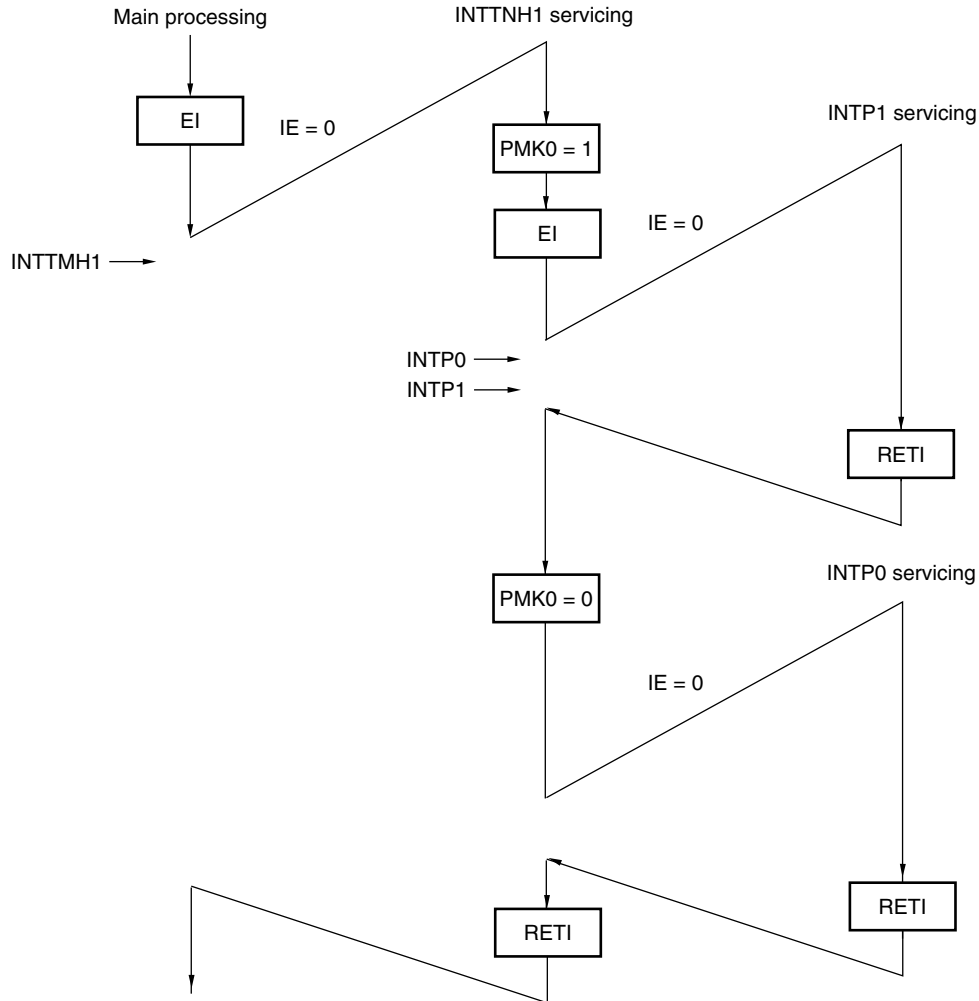 Main processing
INTTNH1 servicing
EI
IE = 0
INTP1 servicing
PMK0 = 1
EI
IE = 0
INTTMH1
INTP0
INTP1
RETI
INTP0 servicing
PMK0 = 0
IE = 0
RETI
RETI